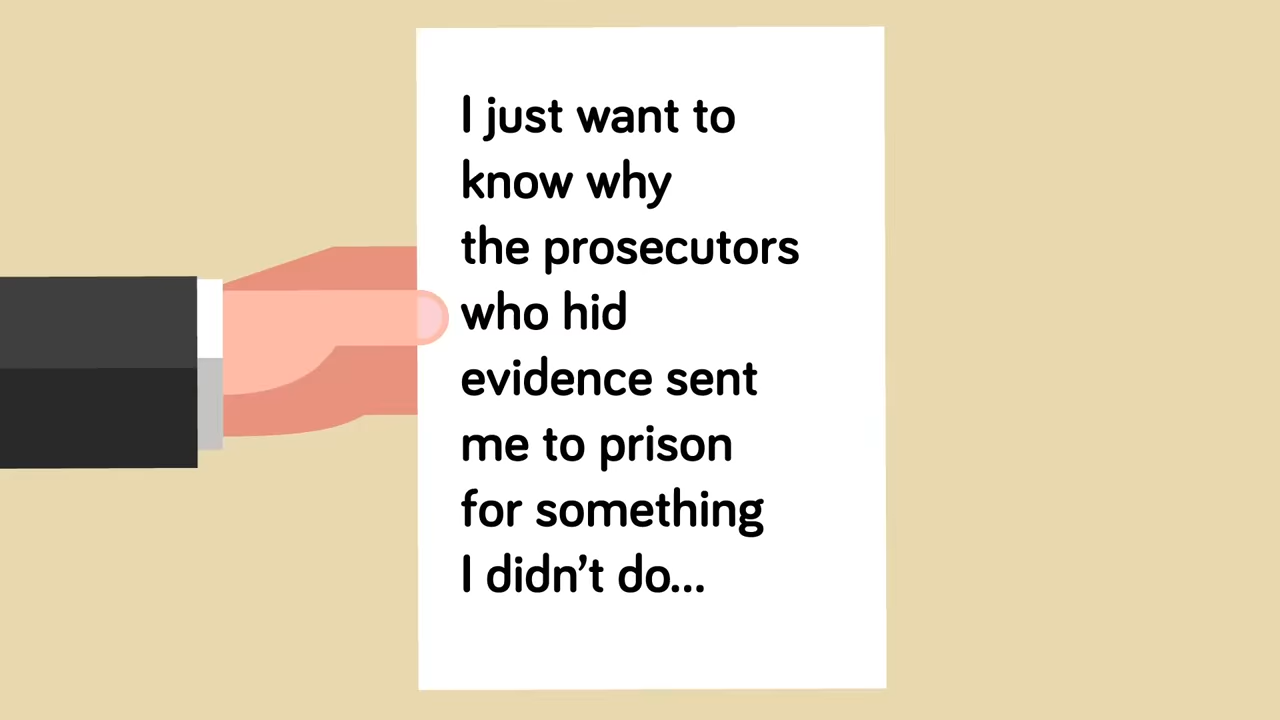 I just want to
know why
the prosecutors
who hid
evidence sent
me to prison
for something
I didn’t do...